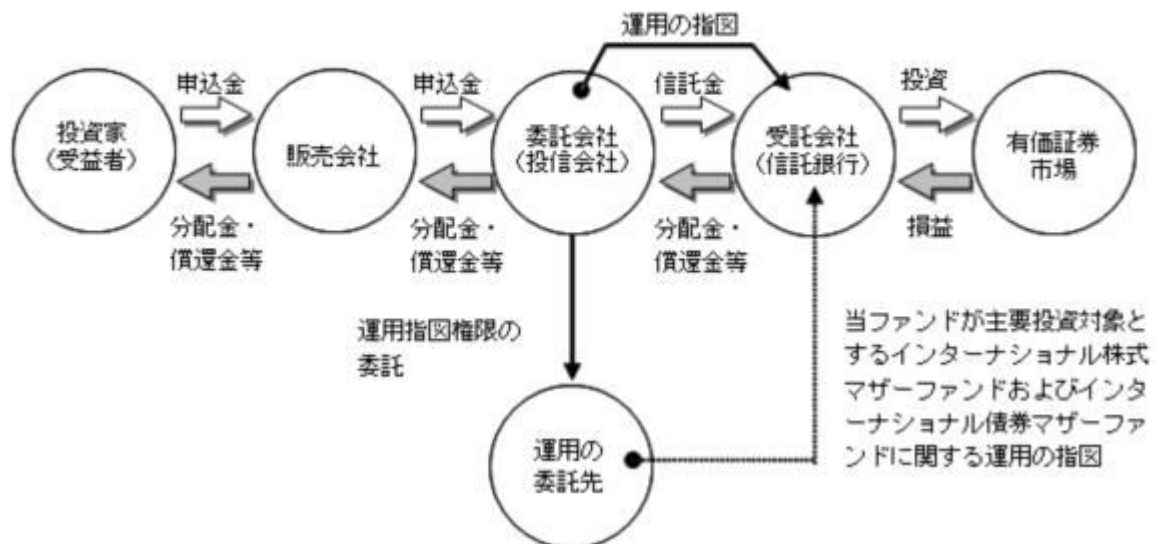 運用の指図
申込金
申込金
信託金
投資
投資家
（受益者）
販売会社
委託会社
（投信会社）
受託会社
（信託銀行）
有価証券
市場
分配金・
償還金等
分配金・
償還金等
分配金・
償還金等
損益
運用指図権限の
委託
当ファンドが主要投資対象と
するインターナショナル株式
マザーファンドおよびインタ
ーナショナル債券マザーファ
ンドに関する運用の指図
運用の
委託先